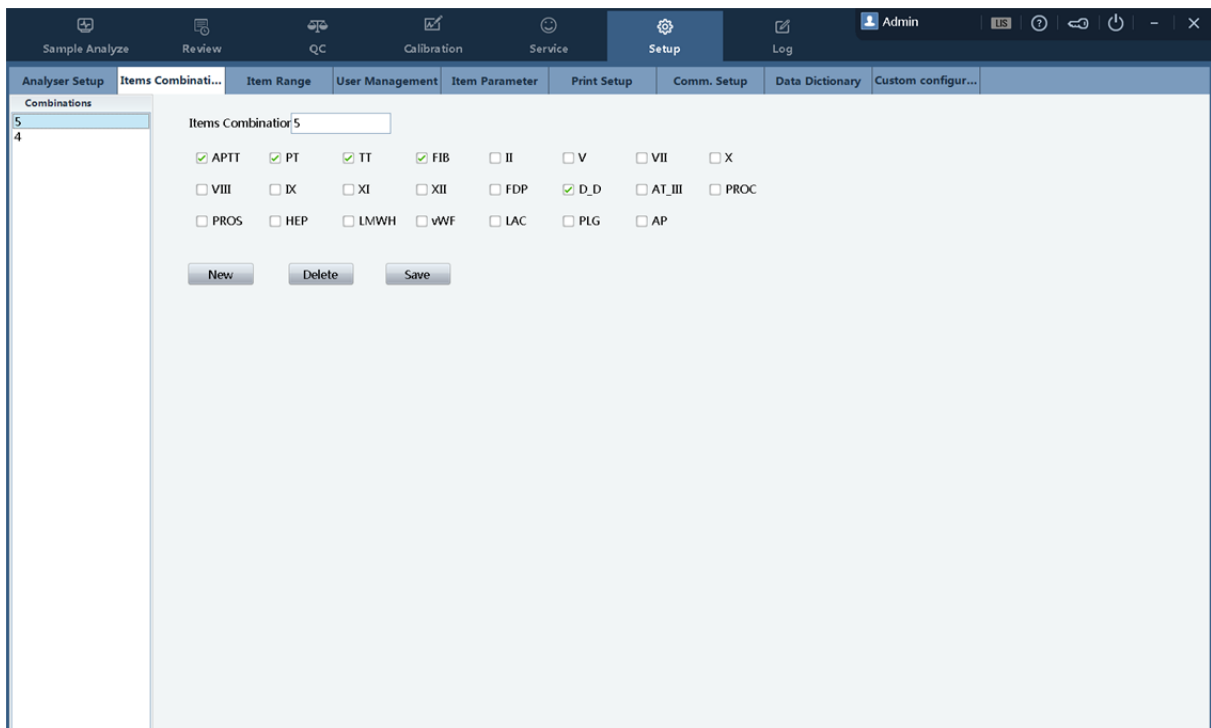 Admin
LIS
Sample Analyze Review QC Calibration Service Setup Log
Analyser Setup Items Combinati... Item Range User Management Item Parameter Print Setup Comm. Setup Data Dictionary Custom configur...
Combinations
5
4
Items Combination 5
APTT PT TT FIB II V VII X
VIII IX XI XII FDP D_D AT_III PROC
PROS HEP LMWH vWF LAC PLG AP
New Delete Save